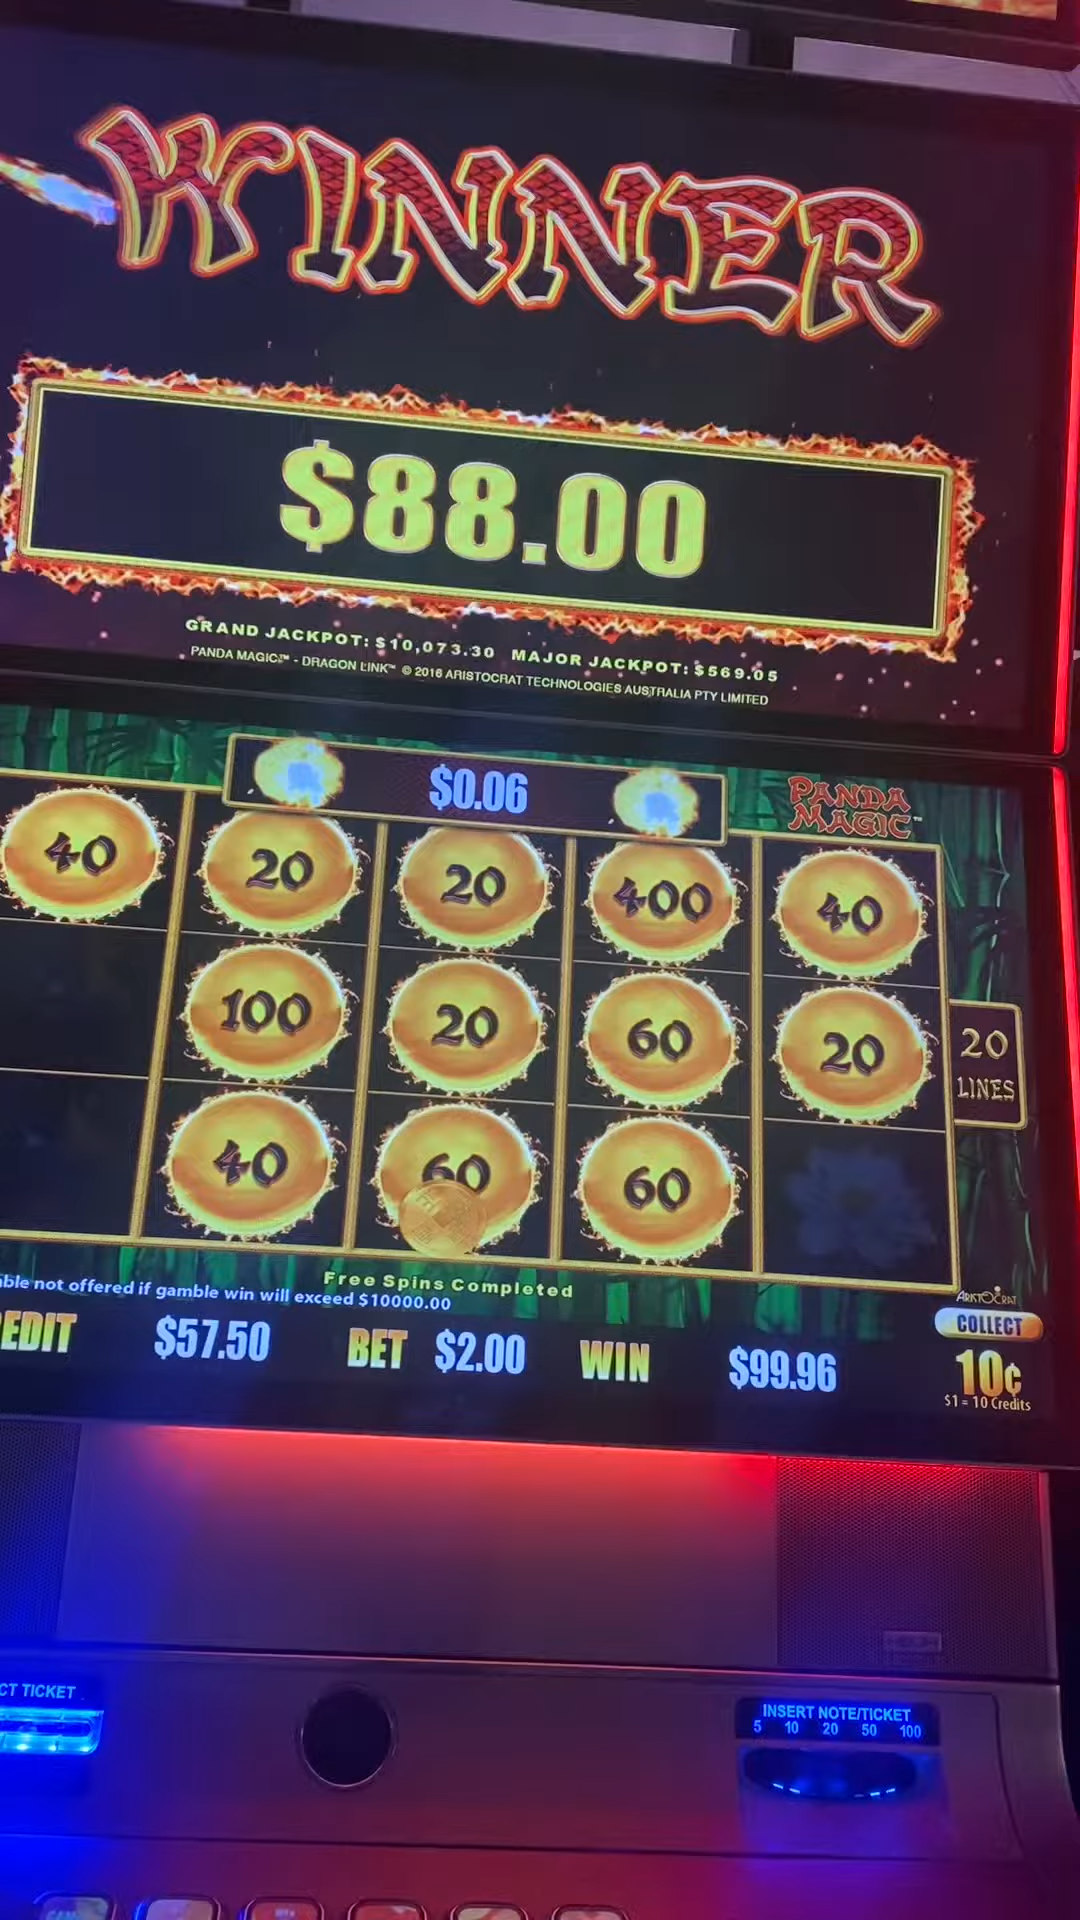 WINNER
$88.00
GRAND JACKPOT: $10,073.30 MAJOR JACKPOT: $569.05
PANDA MAGIC™ - DRAGON LINK™ © 2016 ARISTOCRAT TECHNOLOGIES AUSTRALIA PTY LIMITED
$0.06
PANDA
MAGIC™
40 20 20 400 40
100 20 60 20
20
LINES
40 60 60
Free Spins Completed
ble not offered if gamble win will exceed $10000.00
ARISTOCRAT
COLLECT
EDIT $57.50 BET $2.00 WIN $99.96
10¢
$1 = 10 Credits
CT TICKET
INSERT NOTE/TICKET
5 10 20 50 100